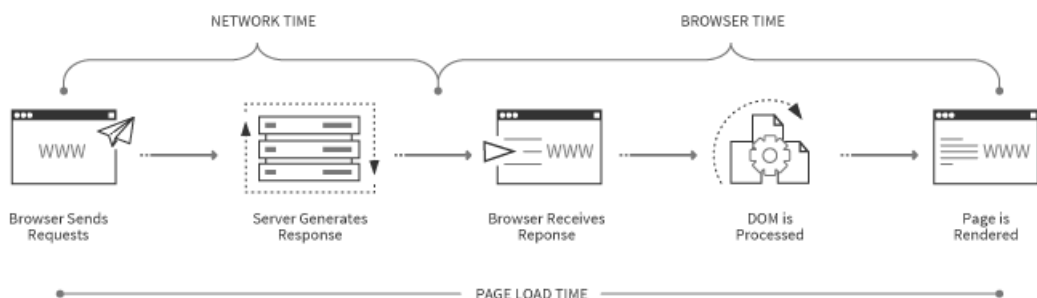 NETWORK TIME
BROWSER TIME
WWW
WWW
WWW
Browser Sends
Requests
Server Generates
Response
Browser Receives
Reponse
DOM is
Processed
Page is
Rendered
PAGE LOAD TIME